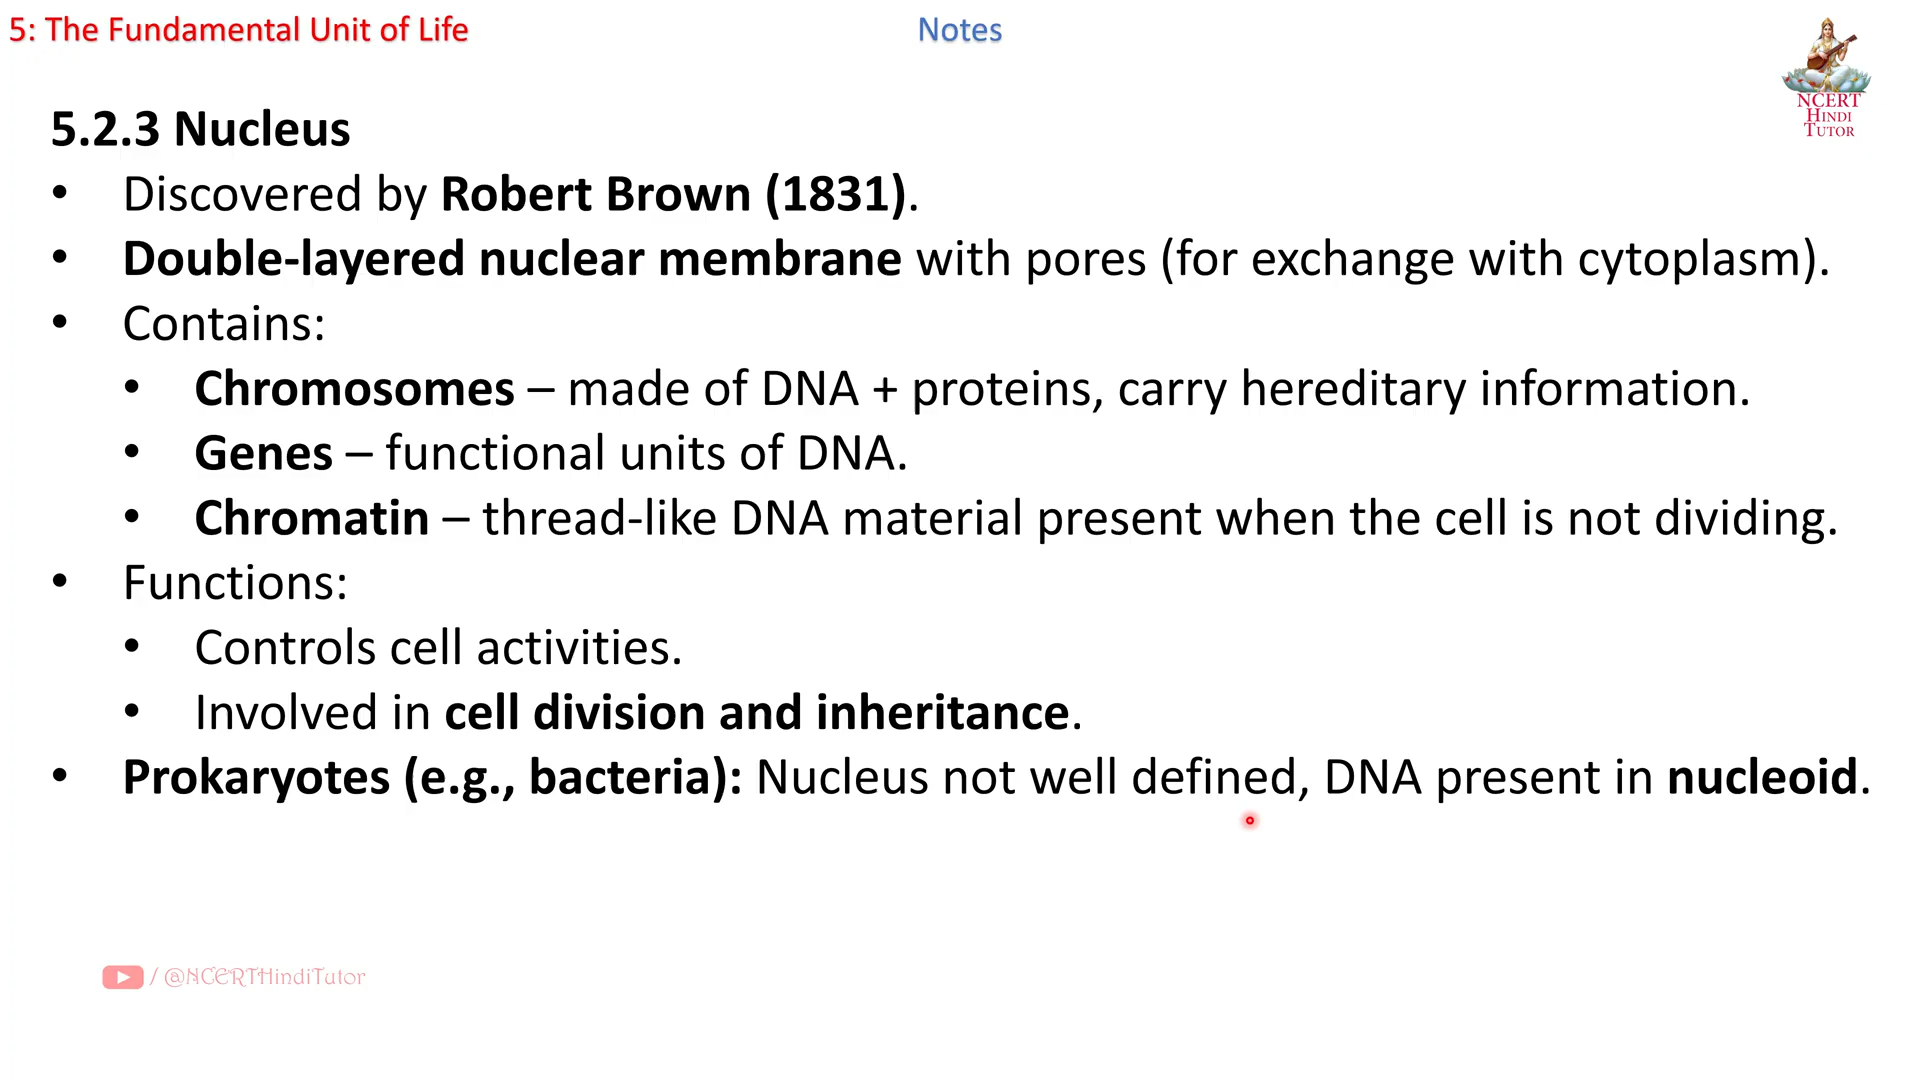 5: The Fundamental Unit of Life
Notes
NCERT
HINDI
TUTOR
5.2.3 Nucleus
• Discovered by Robert Brown (1831).
• Double-layered nuclear membrane with pores (for exchange with cytoplasm).
• Contains:
• Chromosomes – made of DNA + proteins, carry hereditary information.
• Genes – functional units of DNA.
• Chromatin – thread-like DNA material present when the cell is not dividing.
• Functions:
• Controls cell activities.
• Involved in cell division and inheritance.
• Prokaryotes (e.g., bacteria): Nucleus not well defined, DNA present in nucleoid.
/ @NCERTHindiTutor